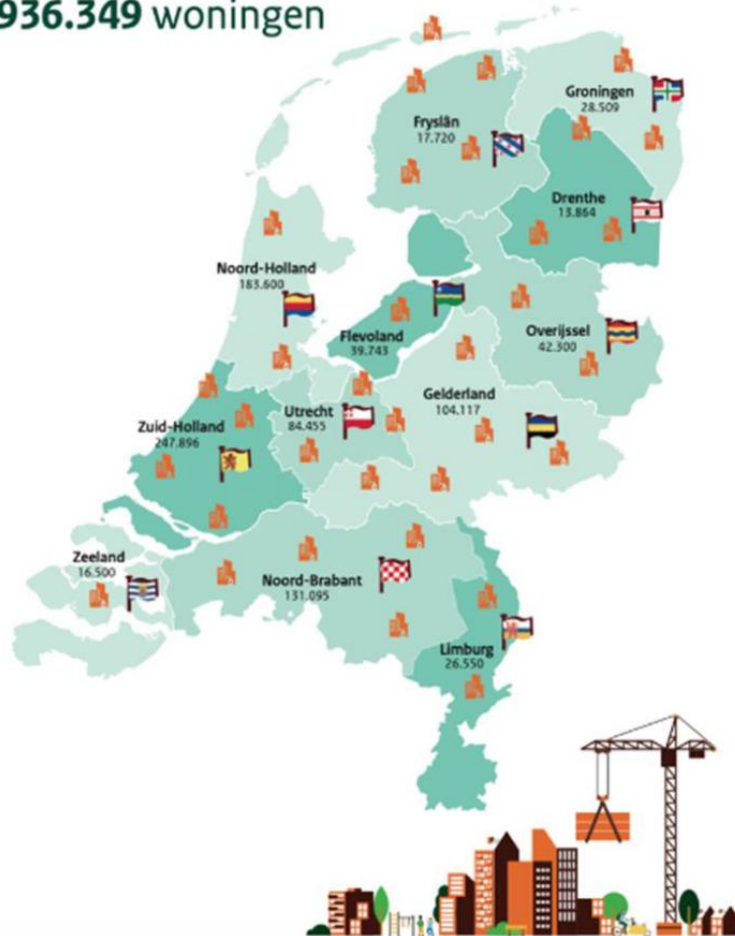 936.349 woningen
Groningen
28.509
Fryslân
17.720
Drenthe
13.864
Noord-Holland
183.600
Flevoland
39.743
Overijssel
42.300
Gelderland
104.117
Utrecht
84.455
Zuid-Holland
247.896
Zeeland
16.500
Noord-Brabant
131.095
Limburg
26.550